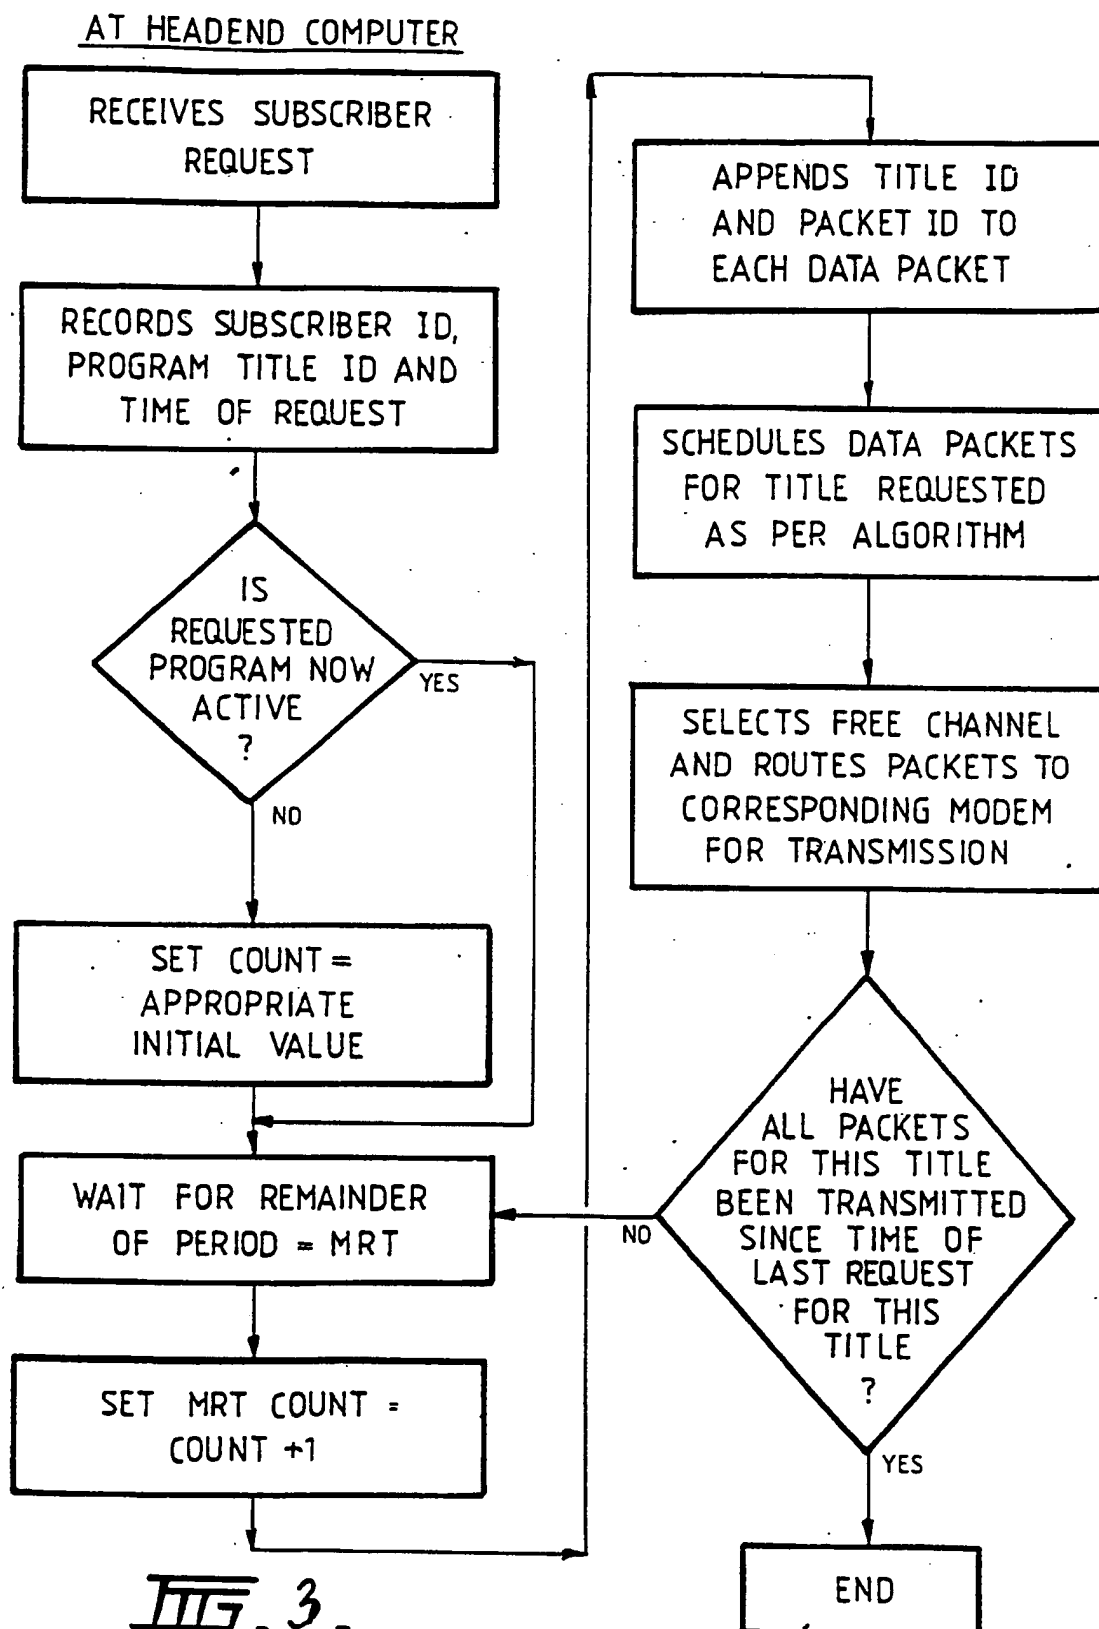 AT HEADEND COMPUTER
RECEIVES SUBSCRIBER
REQUEST
RECORDS SUBSCRIBER ID,
PROGRAM TITLE ID AND
TIME OF REQUEST
IS
REQUESTED
PROGRAM NOW
ACTIVE
?
YES
NO
SET COUNT =
APPROPRIATE
INITIAL VALUE
WAIT FOR REMAINDER
OF PERIOD = MRT
SET MRT COUNT =
COUNT +1
APPENDS TITLE ID
AND PACKET ID TO
EACH DATA PACKET
SCHEDULES DATA PACKETS
FOR TITLE REQUESTED
AS PER ALGORITHM
SELECTS FREE CHANNEL
AND ROUTES PACKETS TO
CORRESPONDING MODEM
FOR TRANSMISSION
HAVE
ALL PACKETS
FOR THIS TITLE
BEEN TRANSMITTED
SINCE TIME OF
LAST REQUEST
FOR THIS
TITLE
?
NO
YES
END
FIG. 3.